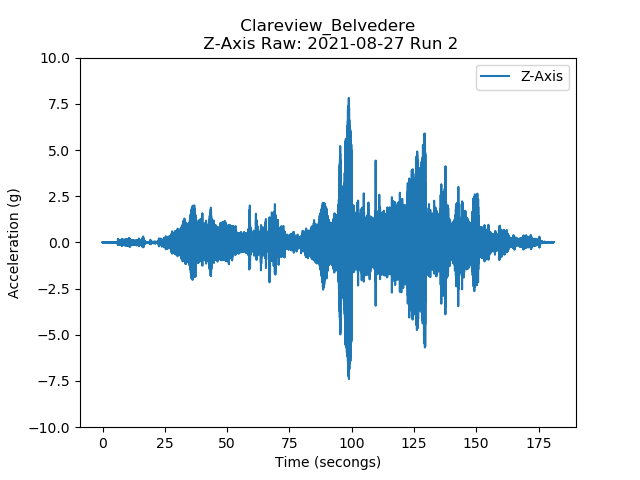 Clareview_Belvedere
Z-Axis Raw: 2021-08-27 Run 2
Z-Axis
10.0
7.5
5.0
2.5
0.0
−2.5
−5.0
−7.5
−10.0
Acceleration (g)
0 25 50 75 100 125 150 175
Time (secongs)